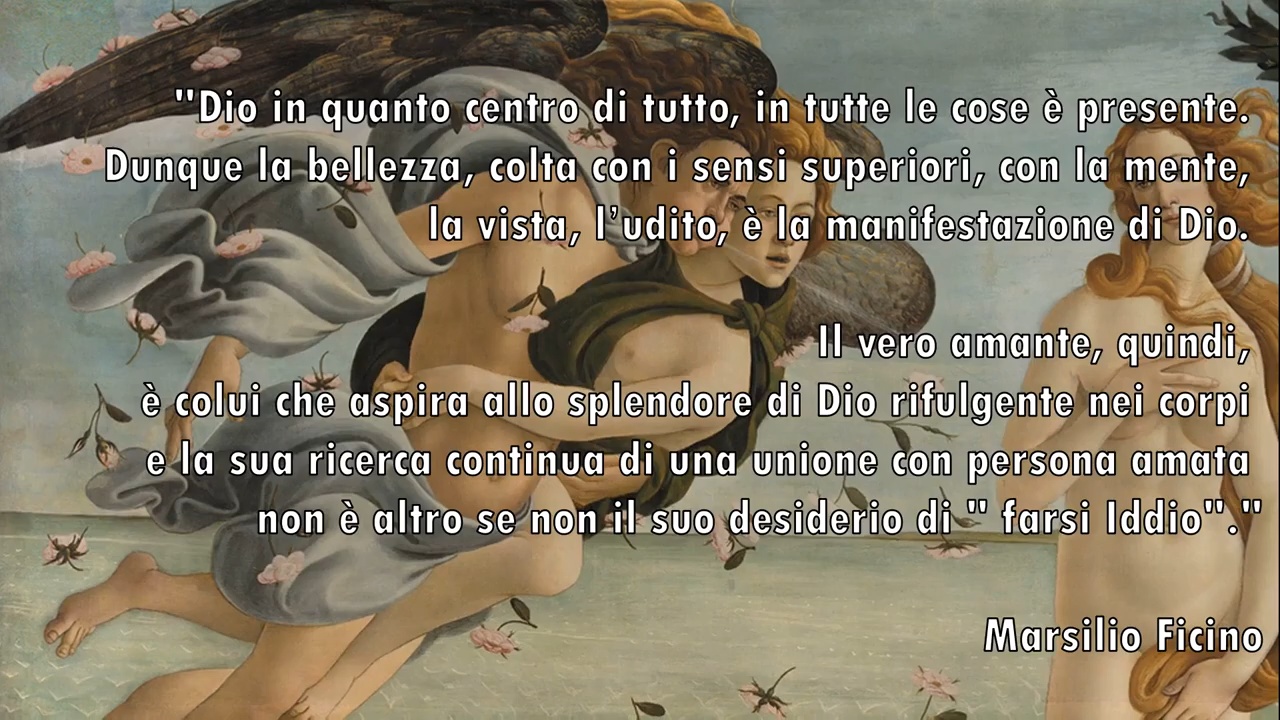 "Dio in quanto centro di tutto, in tutte le cose è presente.
Dunque la bellezza, colta con i sensi superiori, con la mente,
la vista, l'udito, è la manifestazione di Dio.
Il vero amante, quindi,
è colui che aspira allo splendore di Dio rifulgente nei corpi
e la sua ricerca continua di una unione con persona amata
non è altro se non il suo desiderio di " farsi Iddio"."
Marsilio Ficino